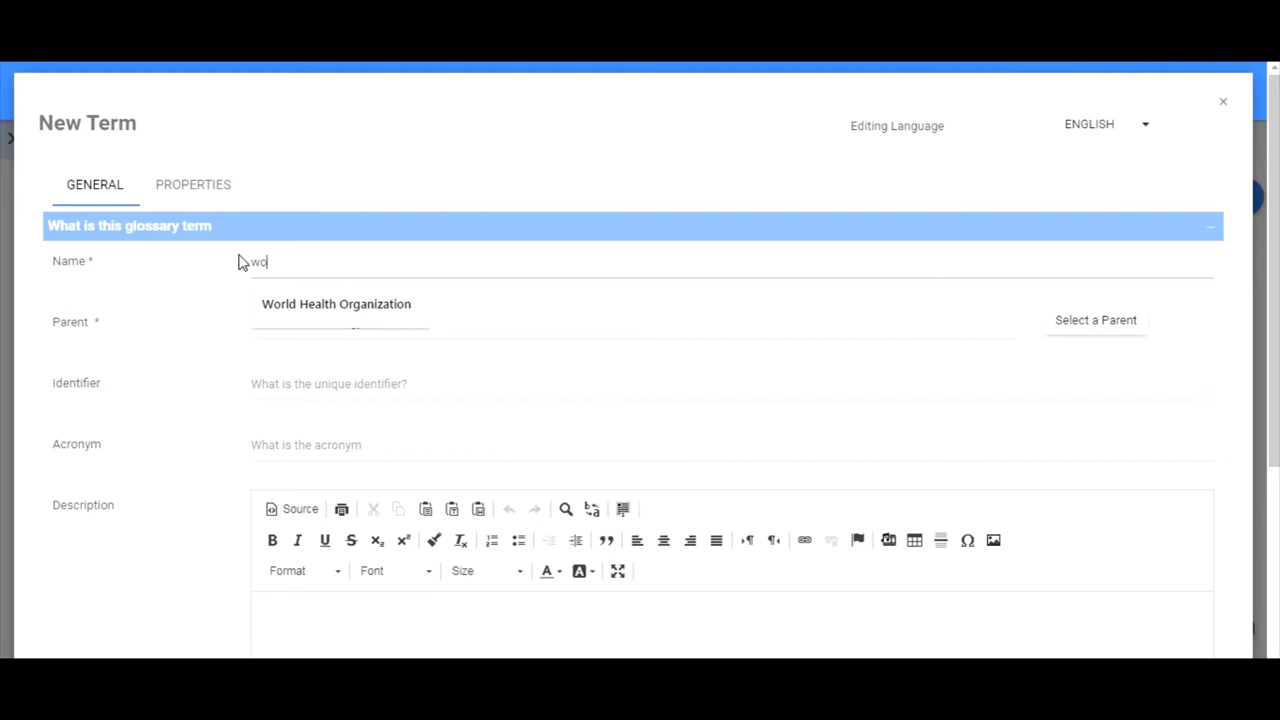 New Term
Editing Language
ENGLISH
GENERAL
PROPERTIES
What is this glossary term
Name *
wo
World Health Organization
Parent *
Select a Parent
Identifier
What is the unique identifier?
Acronym
What is the acronym
Description
Source
Format
Font
Size